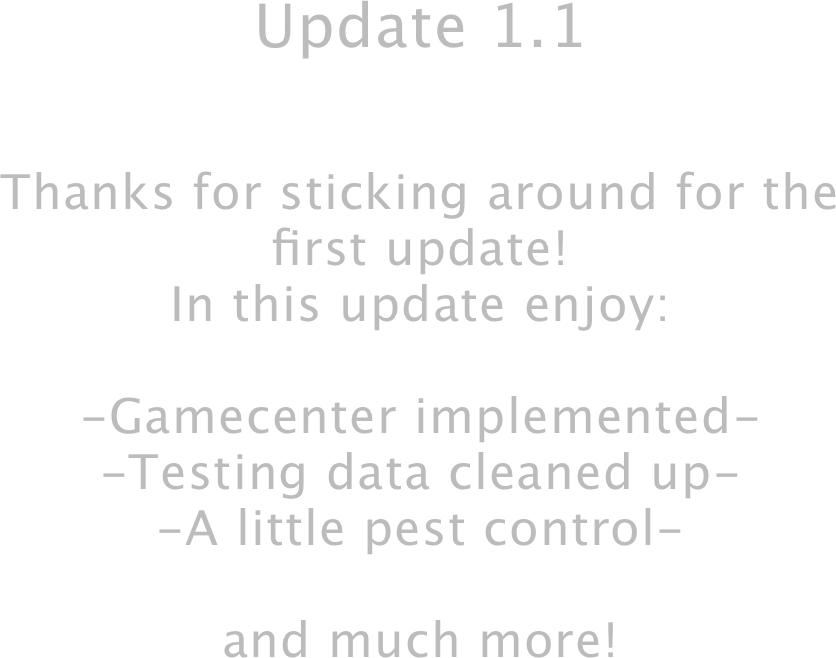 Update 1.1
Thanks for sticking around for the
first update!
In this update enjoy:
-Gamecenter implemented-
-Testing data cleaned up-
-A little pest control-
and much more!